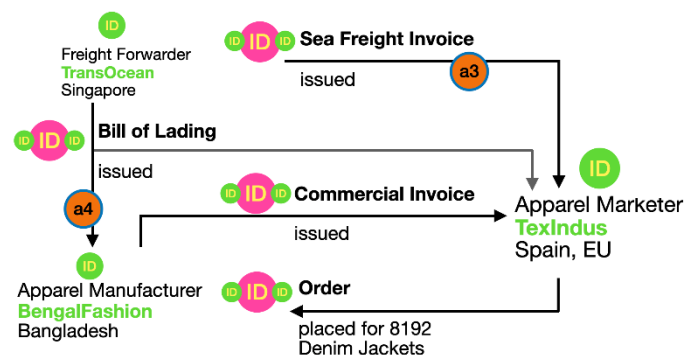 ID
Freight Forwarder
TransOcean
Singapore
ID ID ID Sea Freight Invoice
issued
a3
ID ID ID Bill of Lading
issued
a4
ID ID ID Commercial Invoice
issued
ID
Apparel Marketer
TexIndus
Spain, EU
ID
Apparel Manufacturer
BengalFashion
Bangladesh
ID ID ID Order
placed for 8192
Denim Jackets